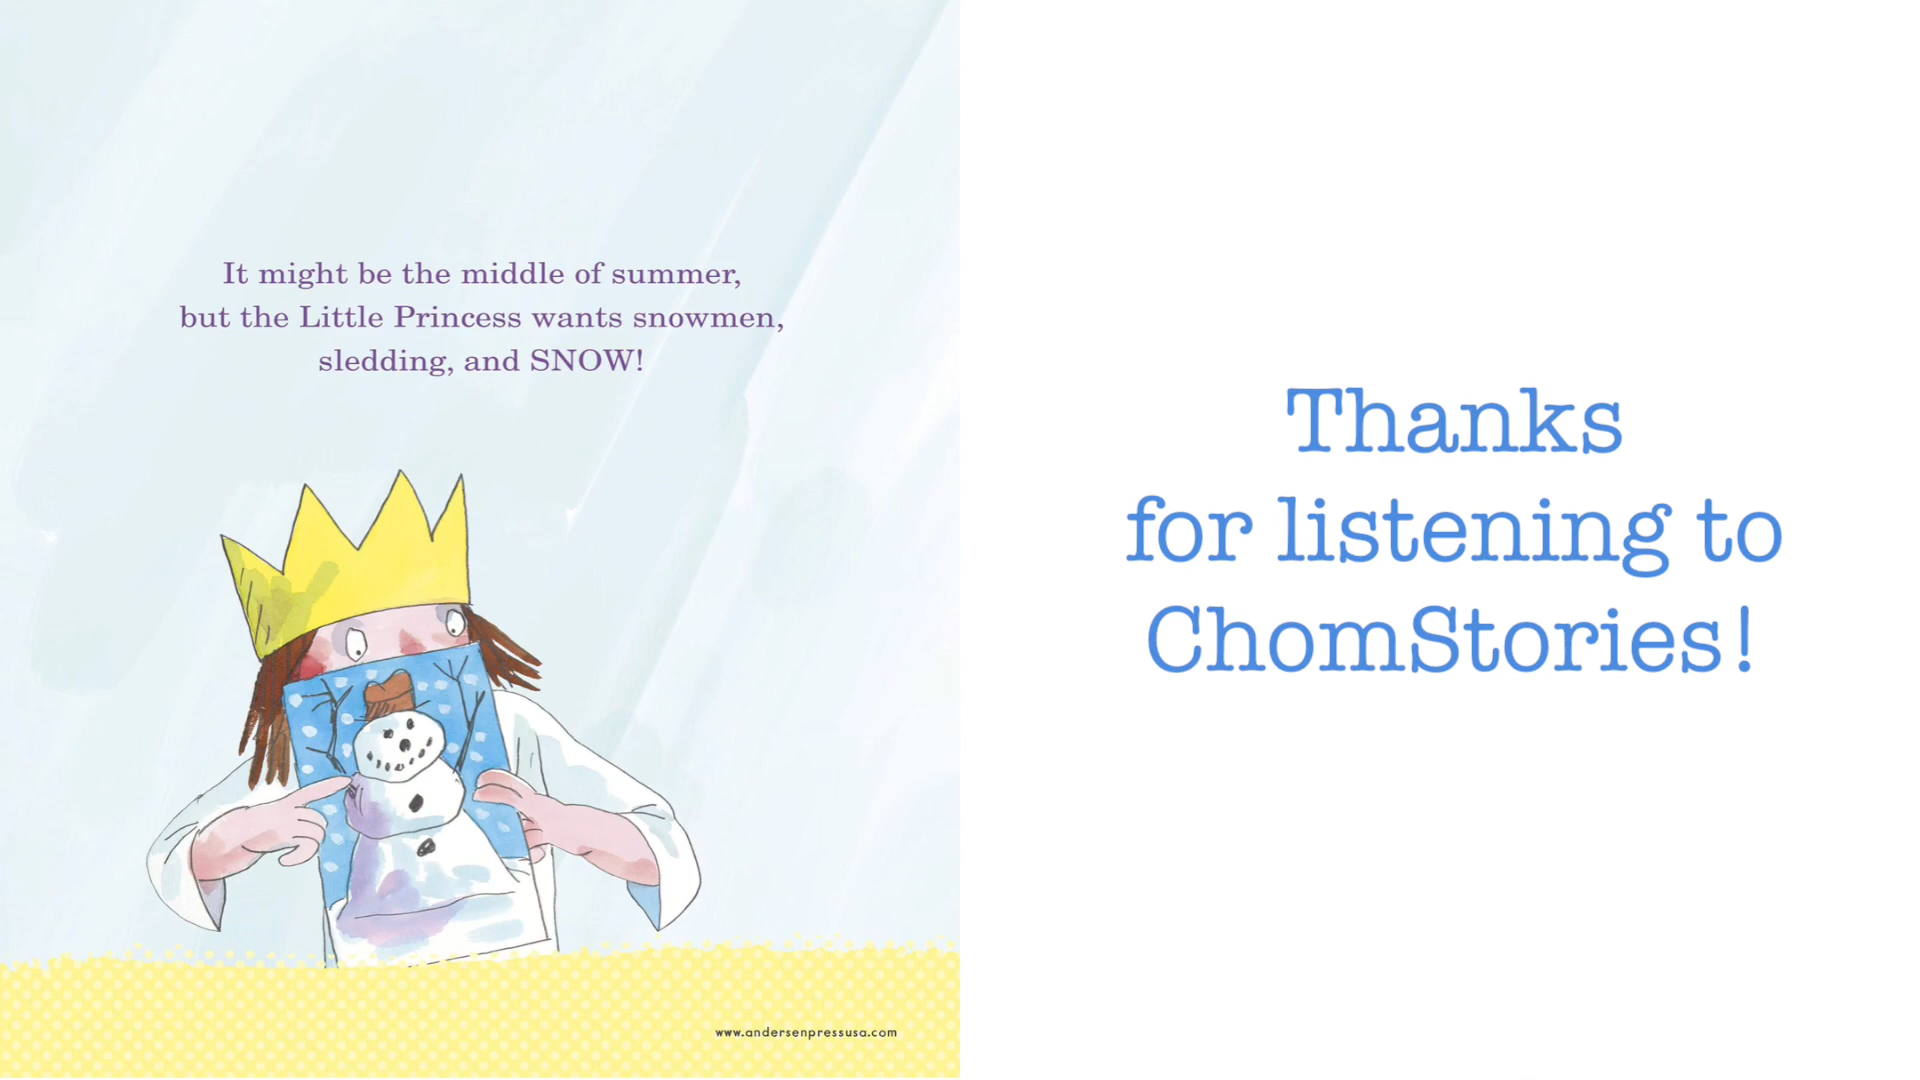 It might be the middle of summer,
but the Little Princess wants snowmen,
sledding, and SNOW!
www.andersenpressusa.com
Thanks
for listening to
ChomStories!